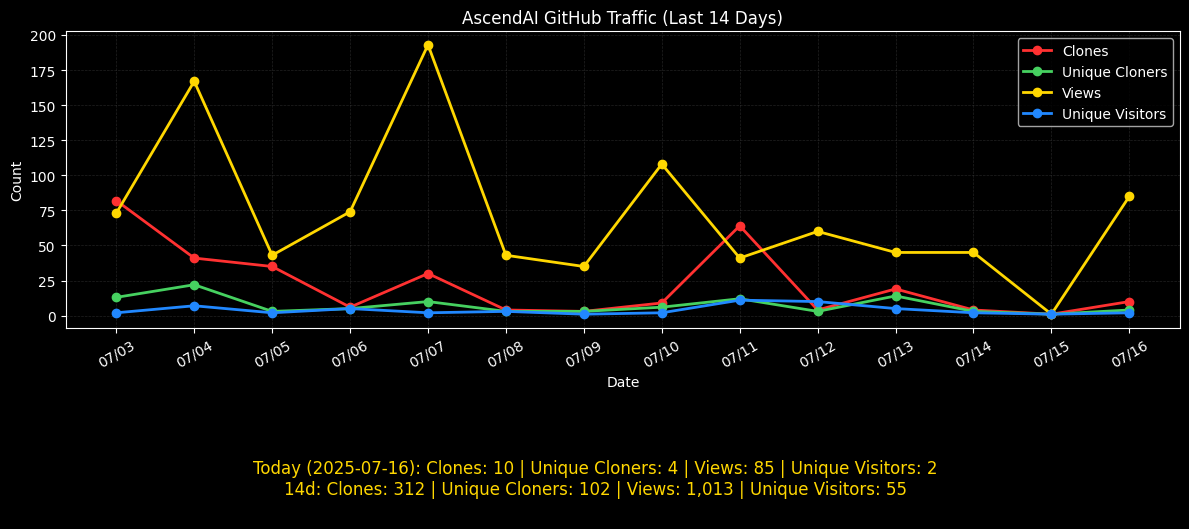 AscendAI GitHub Traffic (Last 14 Days)
200
175
150
125
100
75
50
25
0
Count
Clones
Unique Cloners
Views
Unique Visitors
07/03
07/04
07/05
07/06
07/07
07/08
07/09
07/10
07/11
07/12
07/13
07/14
07/15
07/16
Date
Today (2025-07-16): Clones: 10 | Unique Cloners: 4 | Views: 85 | Unique Visitors: 2
14d: Clones: 312 | Unique Cloners: 102 | Views: 1,013 | Unique Visitors: 55